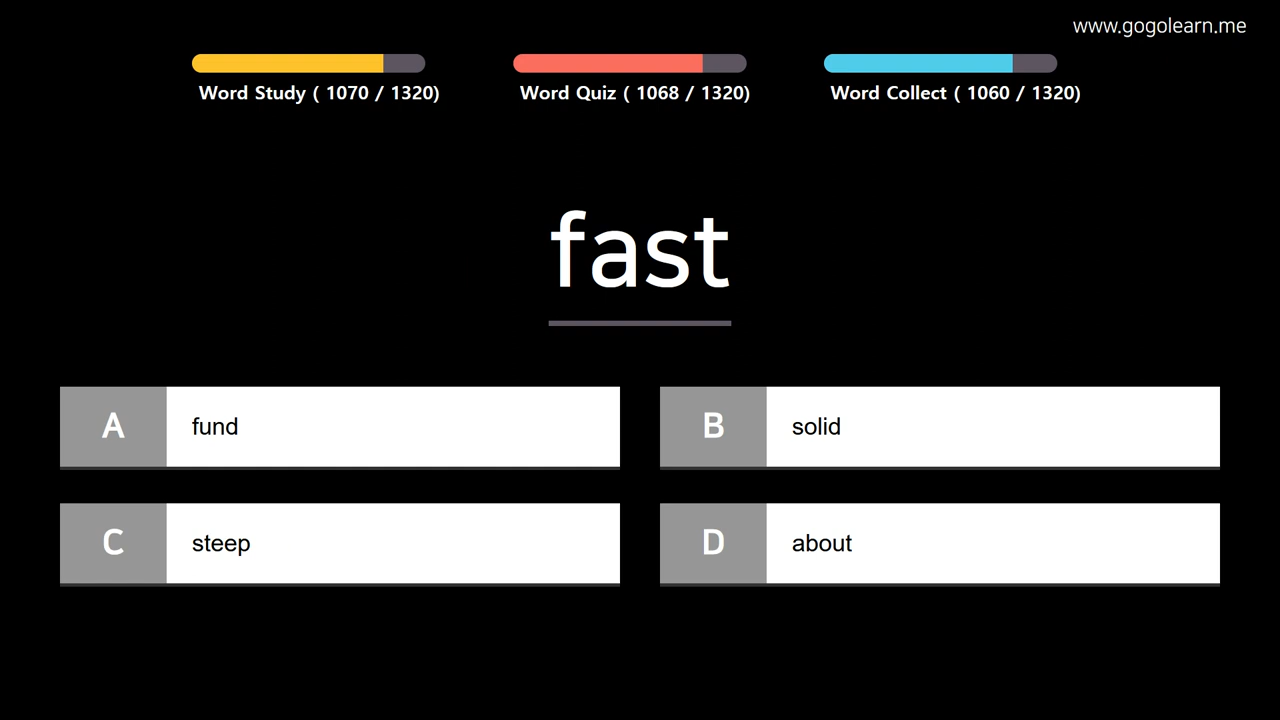 www.gogolearn.me
Word Study ( 1070 / 1320)
Word Quiz ( 1068 / 1320)
Word Collect ( 1060 / 1320)
fast
A fund
B solid
C steep
D about